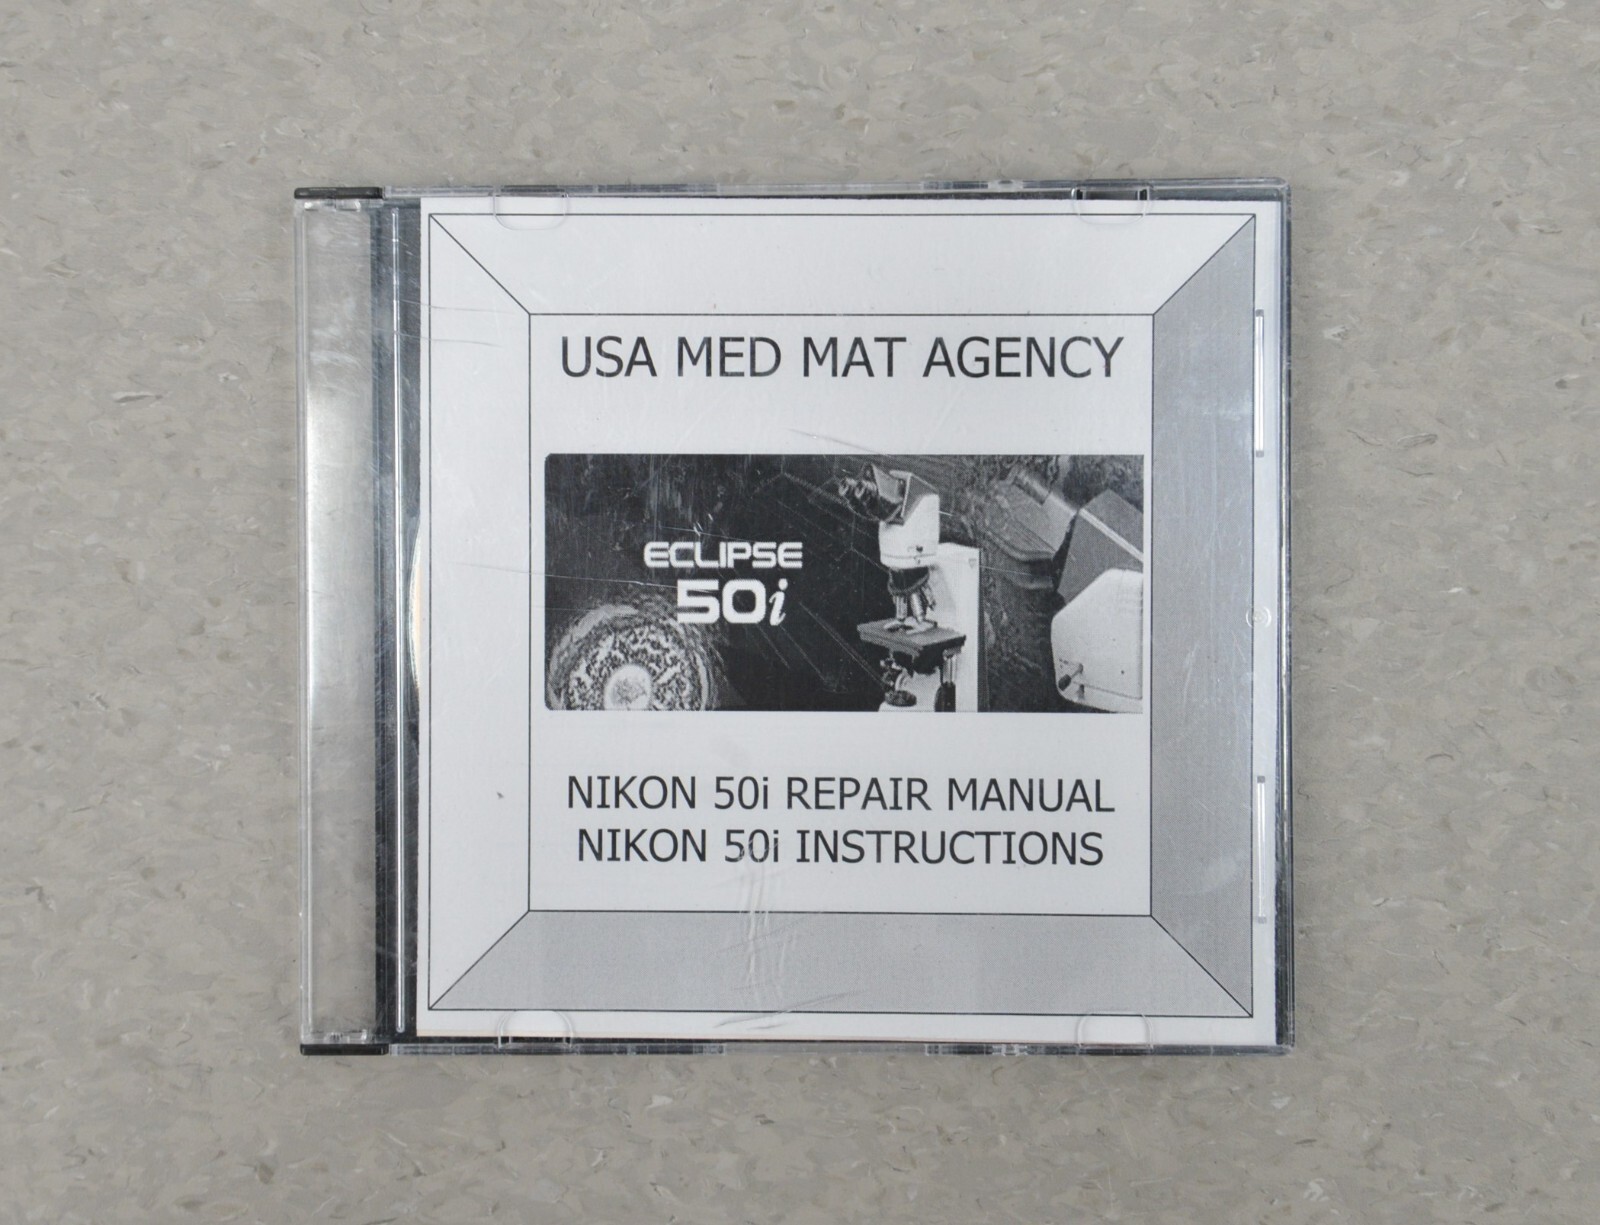 USA MED MAT AGENCY
ECLIPSE
50i
NIKON 50i REPAIR MANUAL
NIKON 50i INSTRUCTIONS